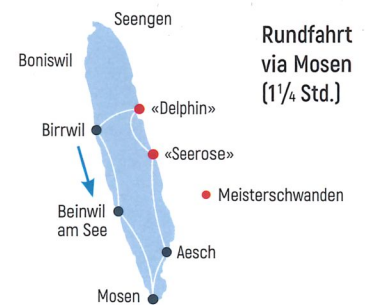 Seengen
Rundfahrt
via Mosen
(1¼ Std.)
Boniswil
«Delphin»
Birrwil
«Seerose»
Meisterschwanden
Beinwil
am See
Aesch
Mosen